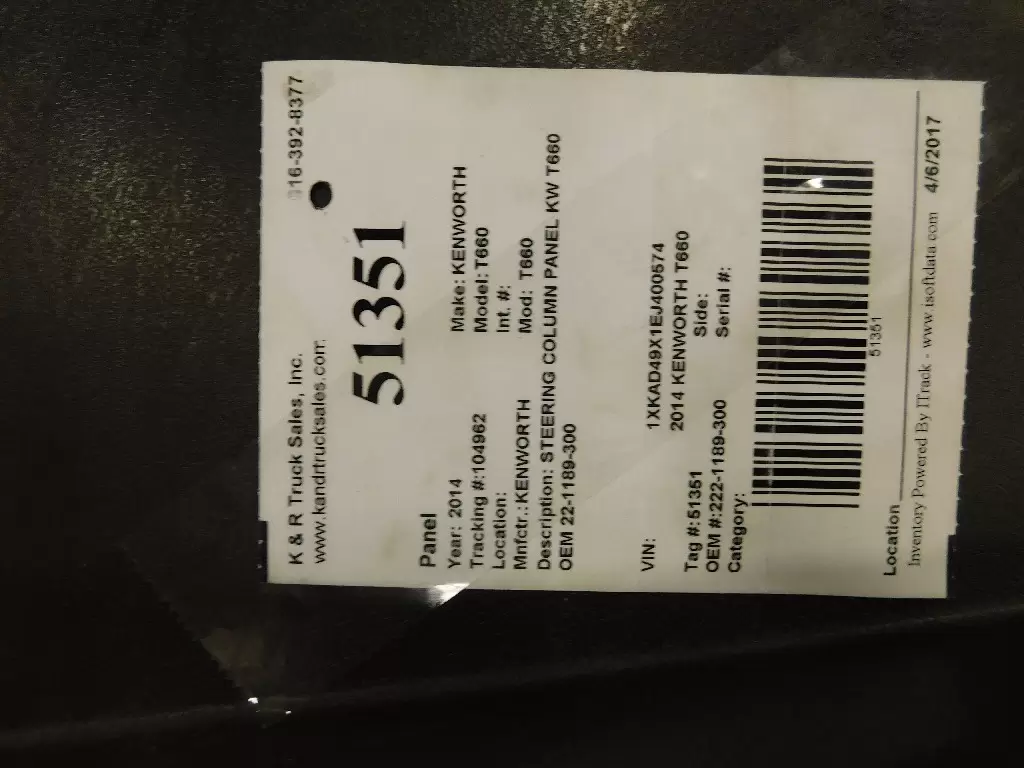 K & R Truck Sales, Inc. 16-392-8377
www.kandrtrucksales.com
51351
Panel
Year: 2014 Make: KENWORTH
Tracking #:104962 Model: T660
Location: Int. #:
Mnfctr.: KENWORTH Mod: T660
Description: STEERING COLUMN PANEL KW T660
OEM 22-1189-300
VIN: 1XKAD49X1EJ400574
2014 KENWORTH T660
Tag #:51351 Side:
OEM #:222-1189-300 Serial #:
Category:
51351
Location
Inventory Powered By ITrack - www.isoftdata.com 4/6/2017